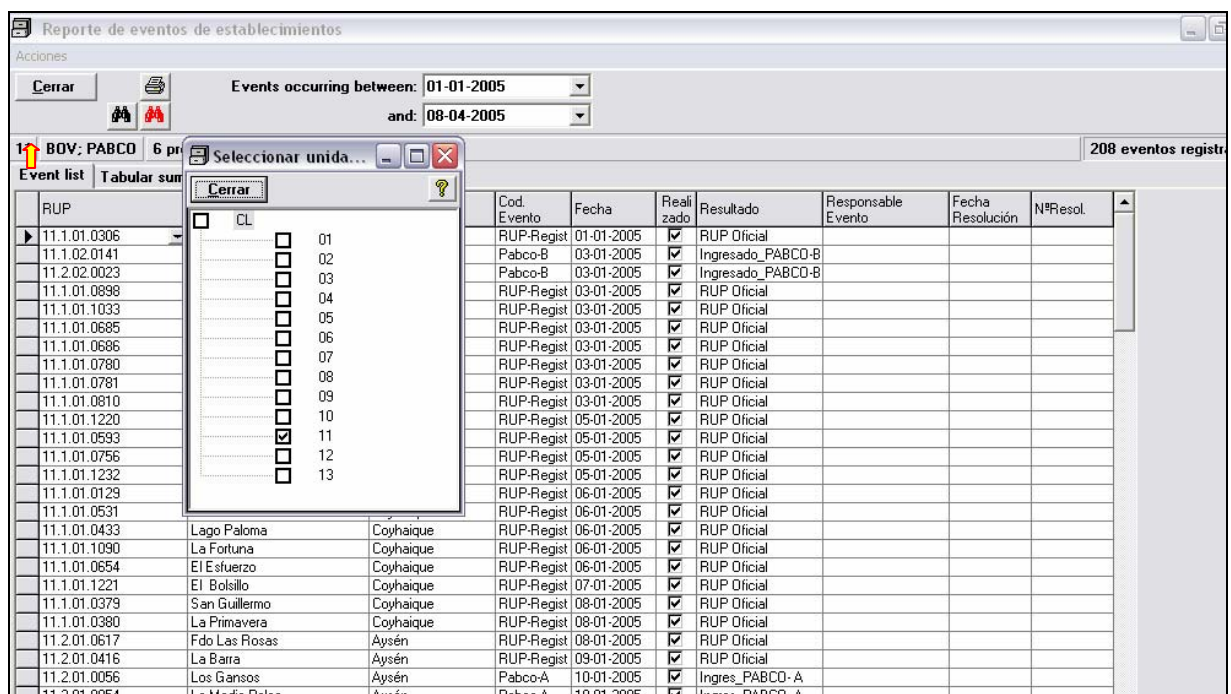 Reporte de eventos de establecimientos
Acciones
Cerrar
Events occurring between: 01-01-2005
and: 08-04-2005
BOV; PABCO 6 208 eventos
Event list Tabular
Seleccionar unida...
Cerrar ?
CL
01
02
03
04
05
06
07
08
09
10
11
12
13
RUP Cod. Evento Fecha Reali zado Resultado Responsable Evento Fecha Resolución NªResol.
11.1.01.0306 RUP-Regist 01-01-2005 RUP Oficial
11.1.02.0141 Pabco-B 03-01-2005 Ingresado_PABCO-B
11.2.02.0023 Pabco-B 03-01-2005 Ingresado_PABCO-B
11.1.01.0898 RUP-Regist 03-01-2005 RUP Oficial
11.1.01.1033 RUP-Regist 03-01-2005 RUP Oficial
11.1.01.0685 RUP-Regist 03-01-2005 RUP Oficial
11.1.01.0686 RUP-Regist 03-01-2005 RUP Oficial
11.1.01.0780 RUP-Regist 03-01-2005 RUP Oficial
11.1.01.0781 RUP-Regist 03-01-2005 RUP Oficial
11.1.01.0810 RUP-Regist 03-01-2005 RUP Oficial
11.1.01.1220 RUP-Regist 05-01-2005 RUP Oficial
11.1.01.0593 RUP-Regist 05-01-2005 RUP Oficial
11.1.01.0756 RUP-Regist 05-01-2005 RUP Oficial
11.1.01.1232 RUP-Regist 05-01-2005 RUP Oficial
11.1.01.0129 RUP-Regist 06-01-2005 RUP Oficial
11.1.01.0531 RUP-Regist 06-01-2005 RUP Oficial
11.1.01.0433 Lago Paloma Coyhaique RUP-Regist 06-01-2005 RUP Oficial
11.1.01.1090 La Fortuna Coyhaique RUP-Regist 06-01-2005 RUP Oficial
11.1.01.0654 El Esfuerzo Coyhaique RUP-Regist 06-01-2005 RUP Oficial
11.1.01.1221 El Bolsillo Coyhaique RUP-Regist 07-01-2005 RUP Oficial
11.1.01.0379 San Guillermo Coyhaique RUP-Regist 08-01-2005 RUP Oficial
11.1.01.0380 La Primavera Coyhaique RUP-Regist 08-01-2005 RUP Oficial
11.2.01.0617 Fdo Las Rosas Aysén RUP-Regist 08-01-2005 RUP Oficial
11.2.01.0416 La Barra Aysén RUP-Regist 09-01-2005 RUP Oficial
11.2.01.0056 Los Gansos Aysén Pabco-A 10-01-2005 Ingres_PABCO- A